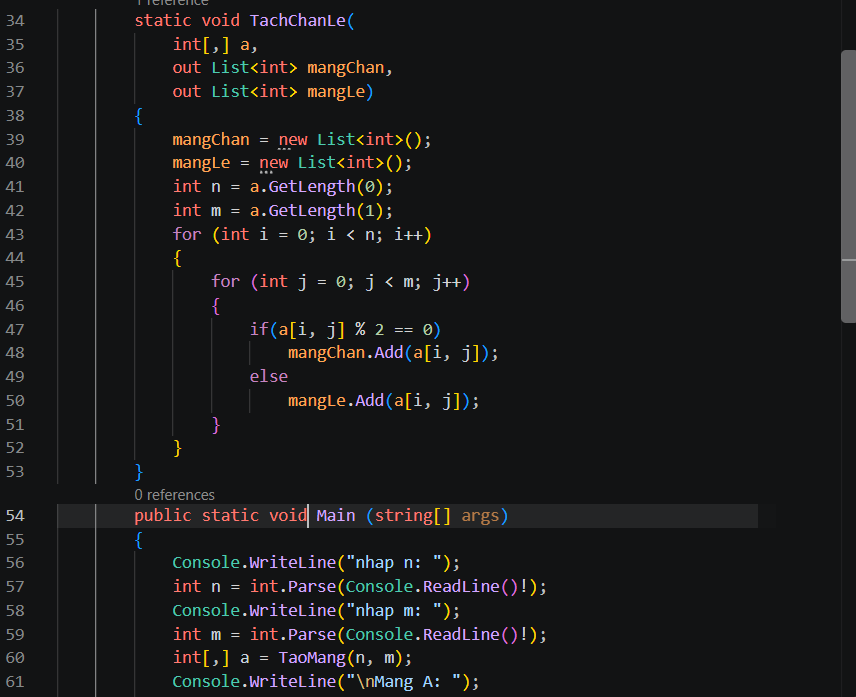 1 reference
34 static void TachChanLe(
35 int[,] a,
36 out List<int> mangChan,
37 out List<int> mangLe)
38 {
39 mangChan = new List<int>();
40 mangLe = new List<int>();
41 int n = a.GetLength(0);
42 int m = a.GetLength(1);
43 for (int i = 0; i < n; i++)
44 {
45 for (int j = 0; j < m; j++)
46 {
47 if(a[i, j] % 2 == 0)
48 mangChan.Add(a[i, j]);
49 else
50 mangLe.Add(a[i, j]);
51 }
52 }
53 }
0 references
54 public static void Main (string[] args)
55 {
56 Console.WriteLine("nhap n: ");
57 int n = int.Parse(Console.ReadLine()!);
58 Console.WriteLine("nhap m: ");
59 int m = int.Parse(Console.ReadLine()!);
60 int[,] a = TaoMang(n, m);
61 Console.WriteLine("\nMang A: ");